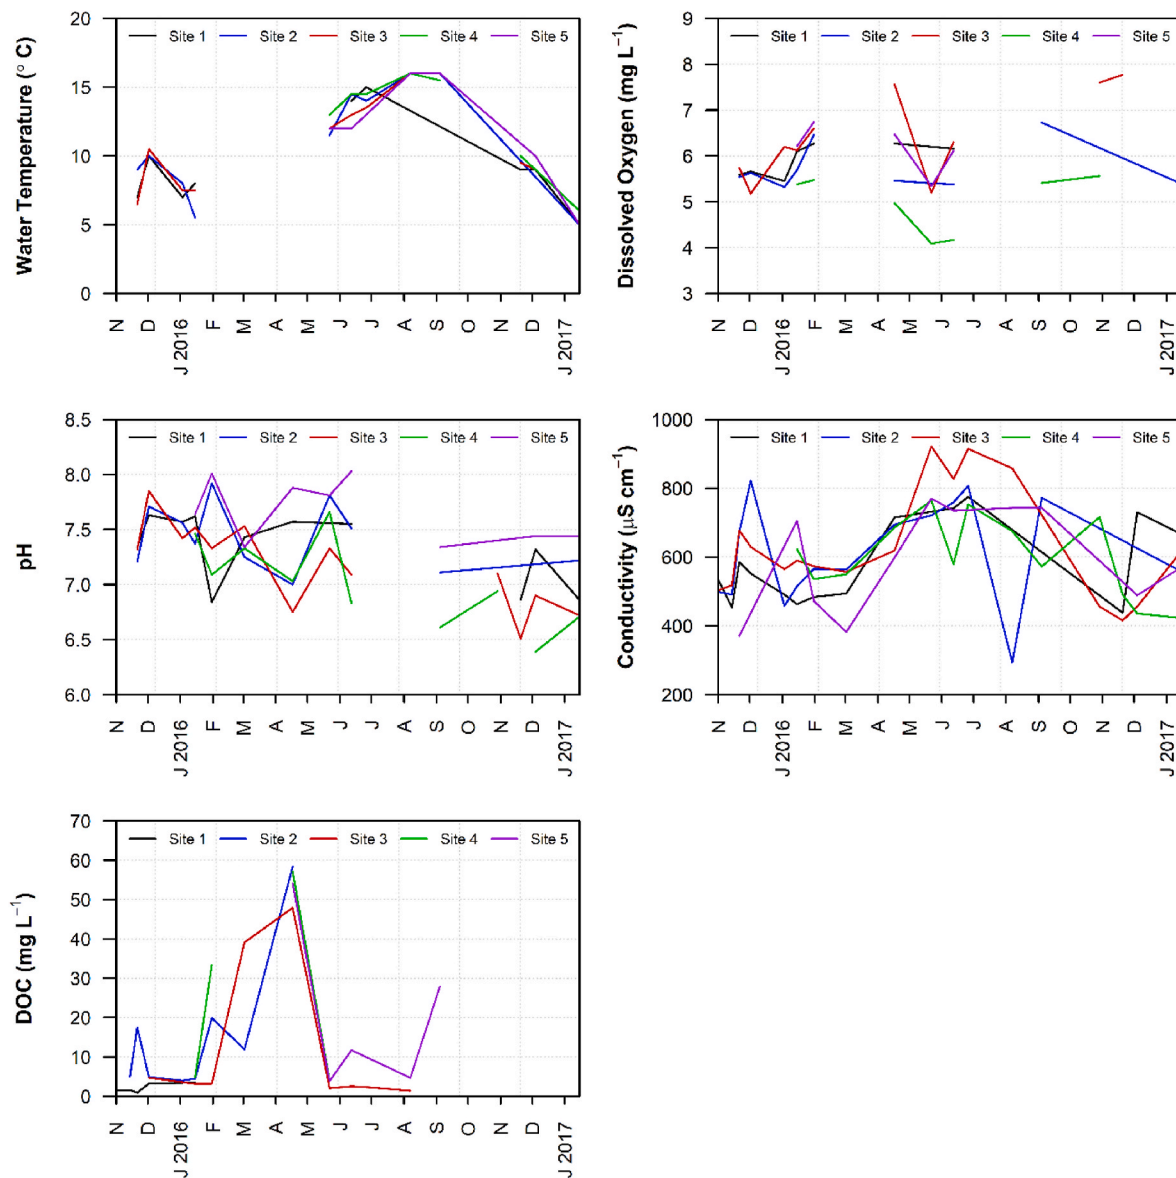 Water Temperature (° C)
20
15
10
5
0
Site 1 Site 2 Site 3 Site 4 Site 5
N D J 2016 F M A M J J A S O N D J 2017
Dissolved Oxygen (mg L⁻¹)
9
8
7
6
5
4
3
Site 1 Site 2 Site 3 Site 4 Site 5
N D J 2016 F M A M J J A S O N D J 2017
pH
8.5
8.0
7.5
7.0
6.5
6.0
Site 1 Site 2 Site 3 Site 4 Site 5
N D J 2016 F M A M J J A S O N D J 2017
Conductivity (µS cm⁻¹)
1000
800
600
400
200
Site 1 Site 2 Site 3 Site 4 Site 5
N D J 2016 F M A M J J A S O N D J 2017
DOC (mg L⁻¹)
70
60
50
40
30
20
10
0
Site 1 Site 2 Site 3 Site 4 Site 5
N D J 2016 F M A M J J A S O N D J 2017